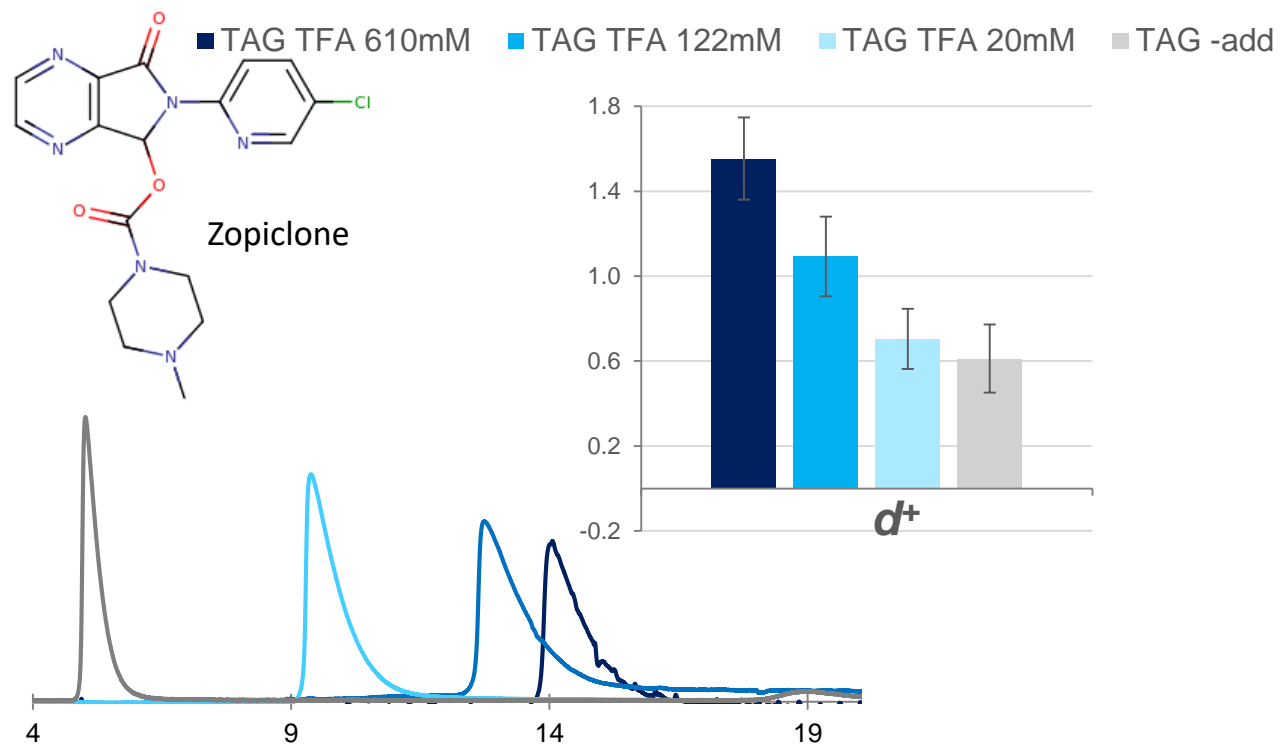 TAG TFA 610mM TAG TFA 122mM TAG TFA 20mM TAG -add
O
N
N
N
N
Cl
O
O
N
N
Zopiclone
1.8
1.4
1.0
0.6
0.2
-0.2
d+
4 9 14 19